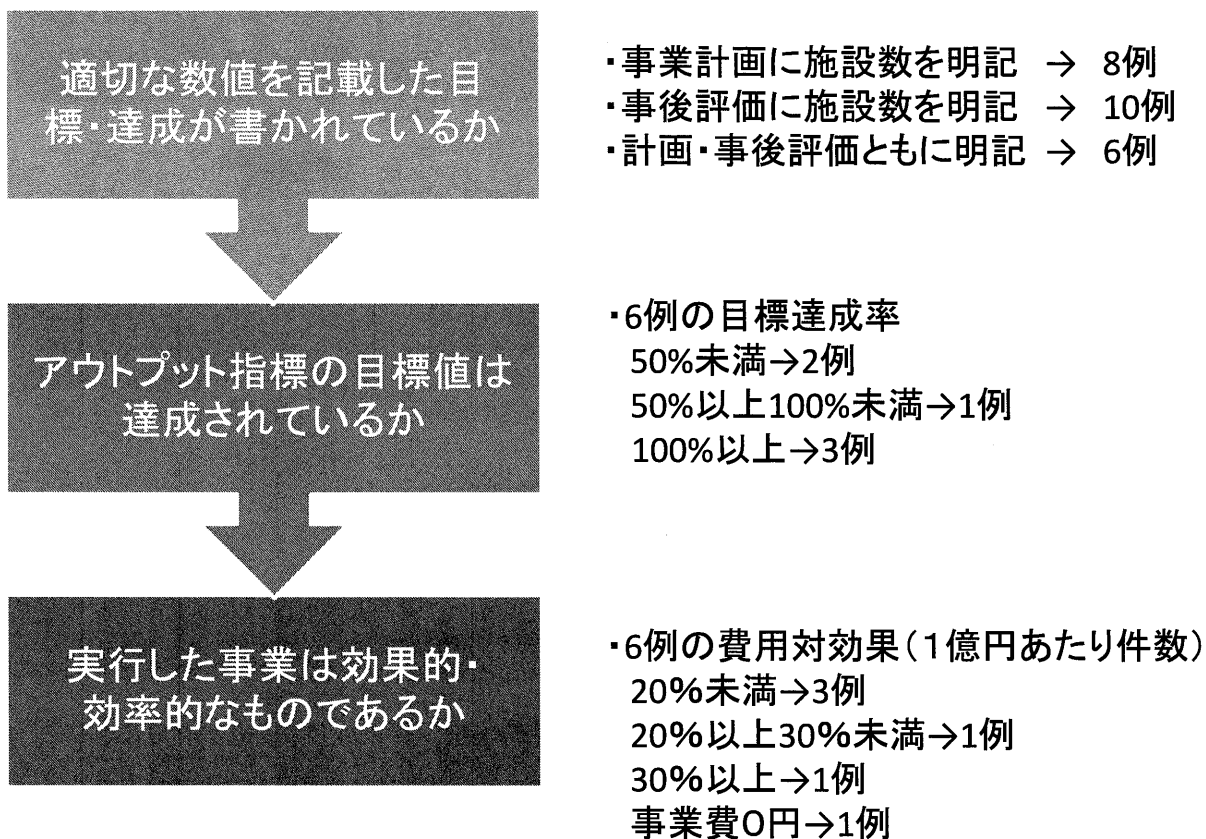 適切な数値を記載した目
標・達成が書かれているか
・事業計画に施設数を明記 → 8例
・事後評価に施設数を明記 → 10例
・計画・事後評価ともに明記 → 6例
アウトプット指標の目標値は
達成されているか
・6例の目標達成率
50%未満→2例
50%以上100%未満→1例
100%以上→3例
実行した事業は効果的・
効率的なものであるか
・6例の費用対効果(1億円あたり件数)
20%未満→3例
20%以上30%未満→1例
30%以上→1例
事業費0円→1例